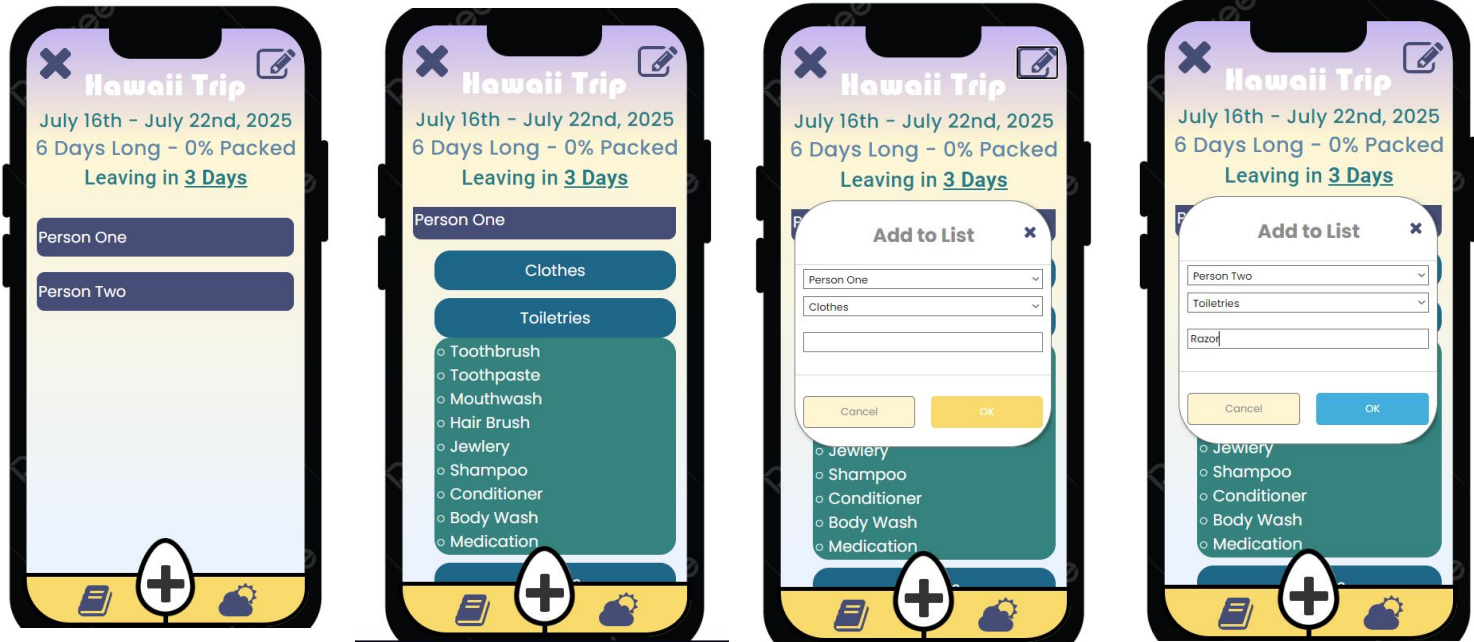 Hawaii Trip
July 16th - July 22nd, 2025
6 Days Long - 0% Packed
Leaving in 3 Days
Person One
Person Two
Hawaii Trip
July 16th - July 22nd, 2025
6 Days Long - 0% Packed
Leaving in 3 Days
Person One
Clothes
Toiletries
Toothbrush
Toothpaste
Mouthwash
Hair Brush
Jewlery
Shampoo
Conditioner
Body Wash
Medication
Hawaii Trip
July 16th - July 22nd, 2025
6 Days Long - 0% Packed
Leaving in 3 Days
Add to List
Person One
Clothes
Cancel OK
Jewlery
Shampoo
Conditioner
Body Wash
Medication
Hawaii Trip
July 16th - July 22nd, 2025
6 Days Long - 0% Packed
Leaving in 3 Days
Add to List
Person Two
Toiletries
Razor
Cancel OK
Jewlery
Shampoo
Conditioner
Body Wash
Medication